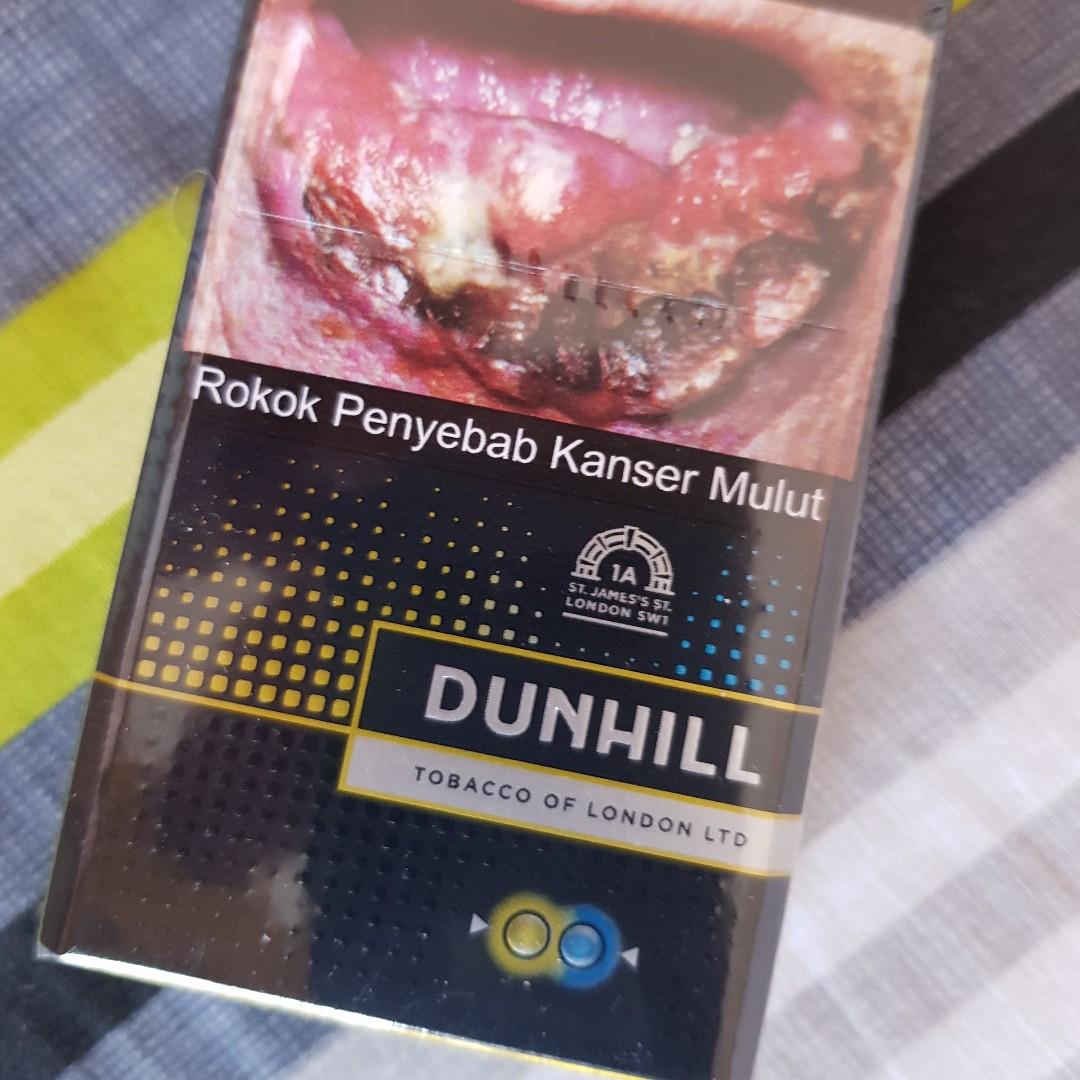 Rokok Penyebab Kanser Mulut
1A
ST. JAMES'S ST.
LONDON SW1
DUNHILL
TOBACCO OF LONDON LTD